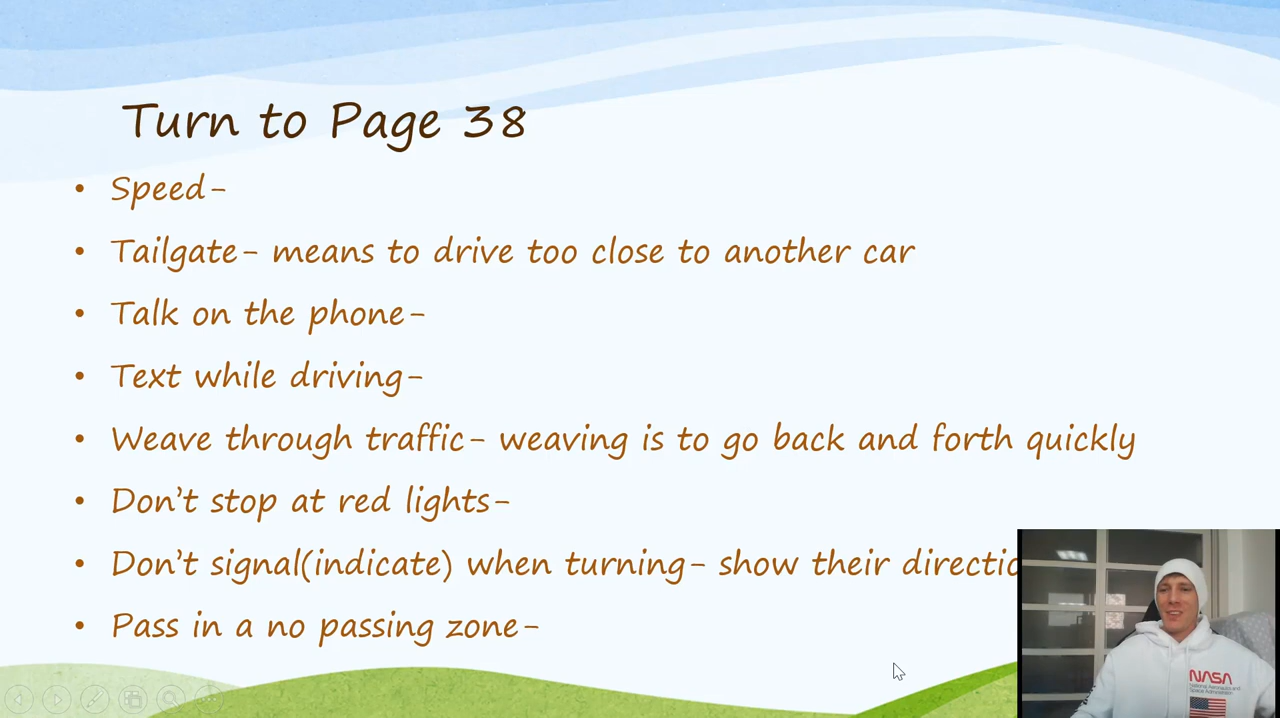 Turn to Page 38
• Speed-
• Tailgate- means to drive too close to another car
• Talk on the phone-
• Text while driving-
• Weave through traffic- weaving is to go back and forth quickly
• Don't stop at red lights-
• Don't signal(indicate) when turning- show their directio
• Pass in a no passing zone-
NASA